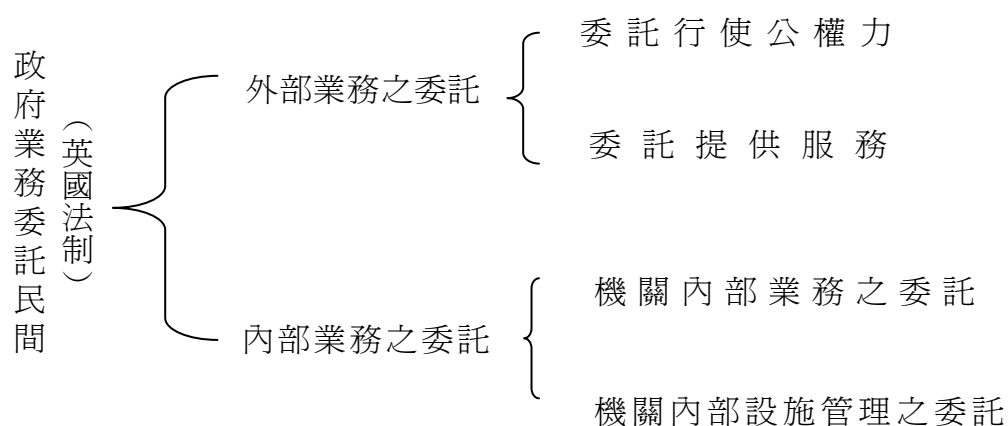 政府業務委託民間
（英國法制）
外部業務之委託
委託行使公權力
委託提供服務
內部業務之委託
機關內部業務之委託
機關內部設施管理之委託